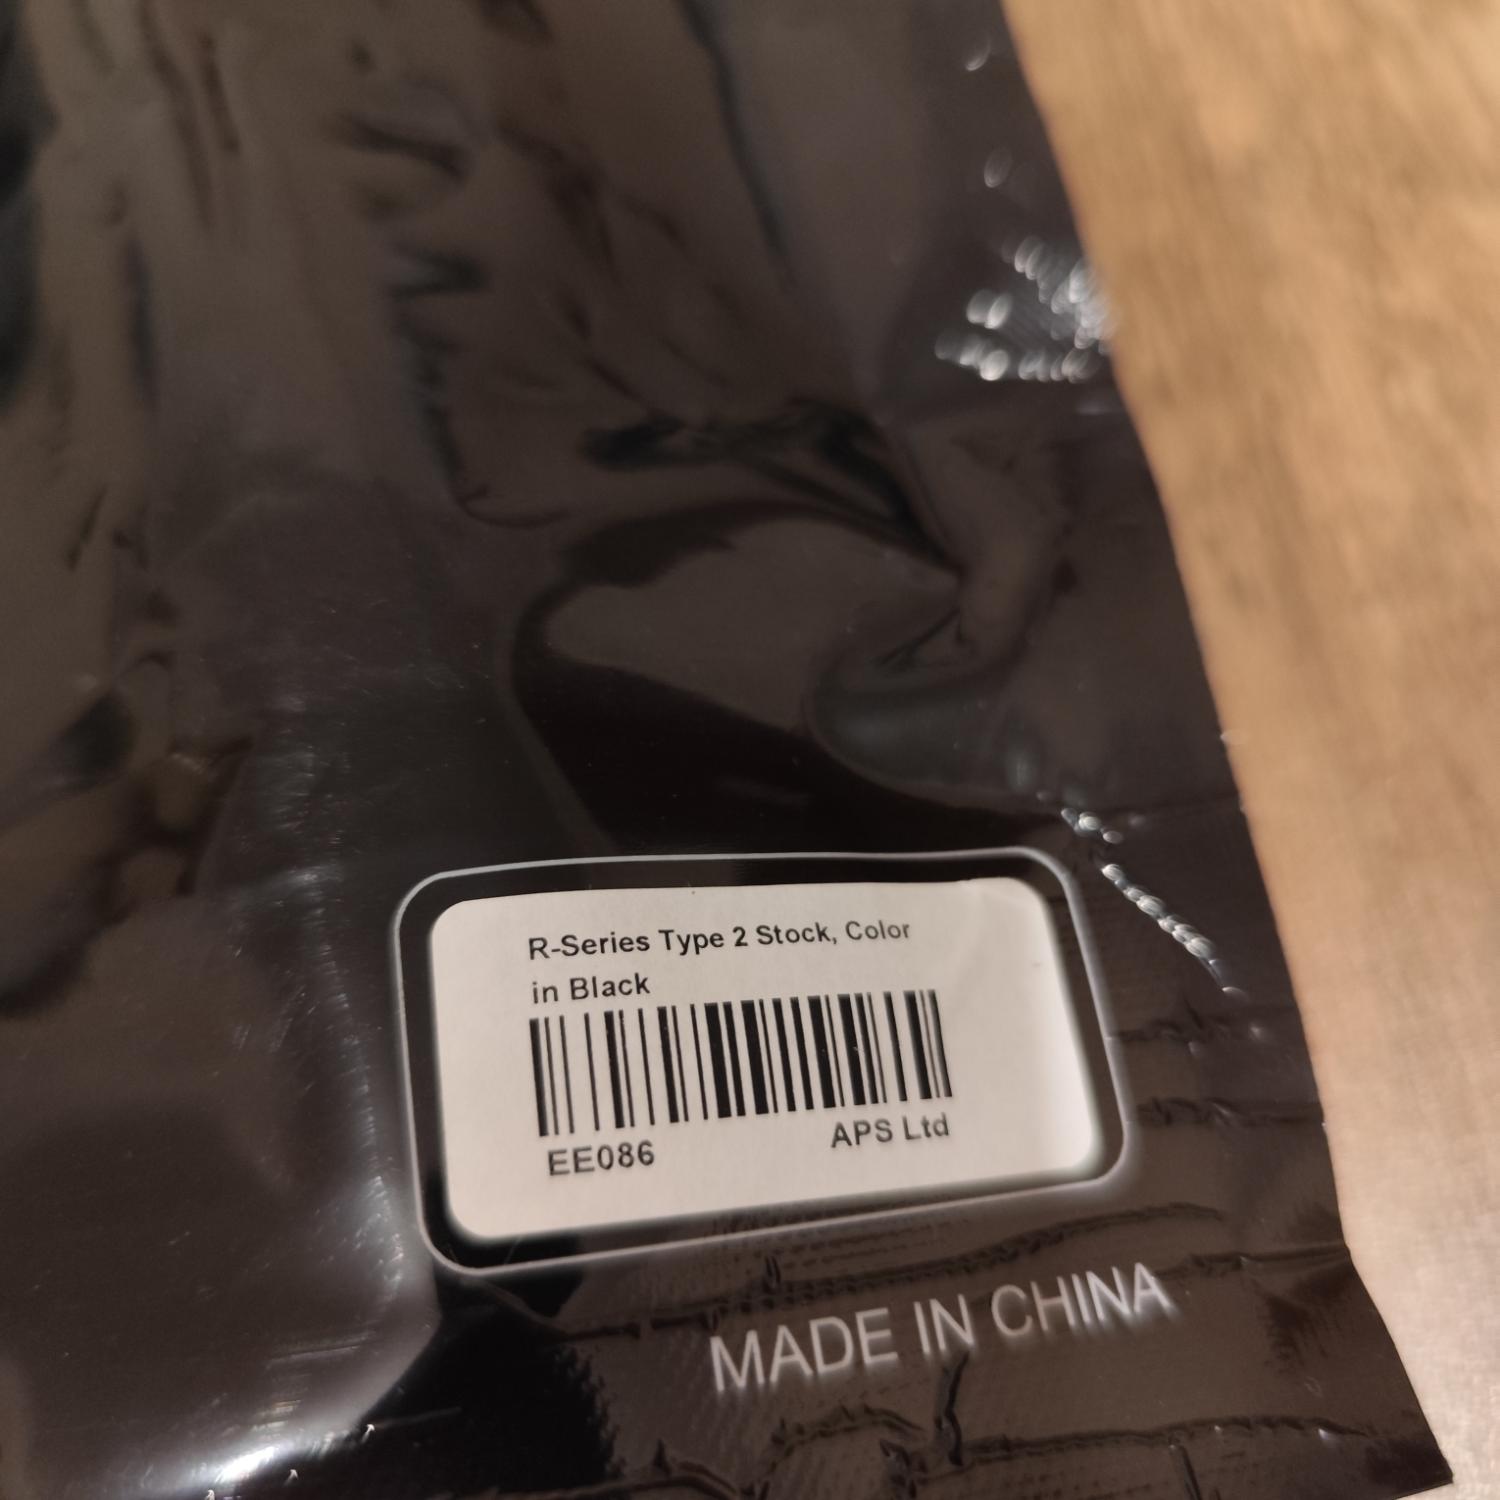 R-Series Type 2 Stock, Color
in Black
EE086
APS Ltd
MADE IN CHINA